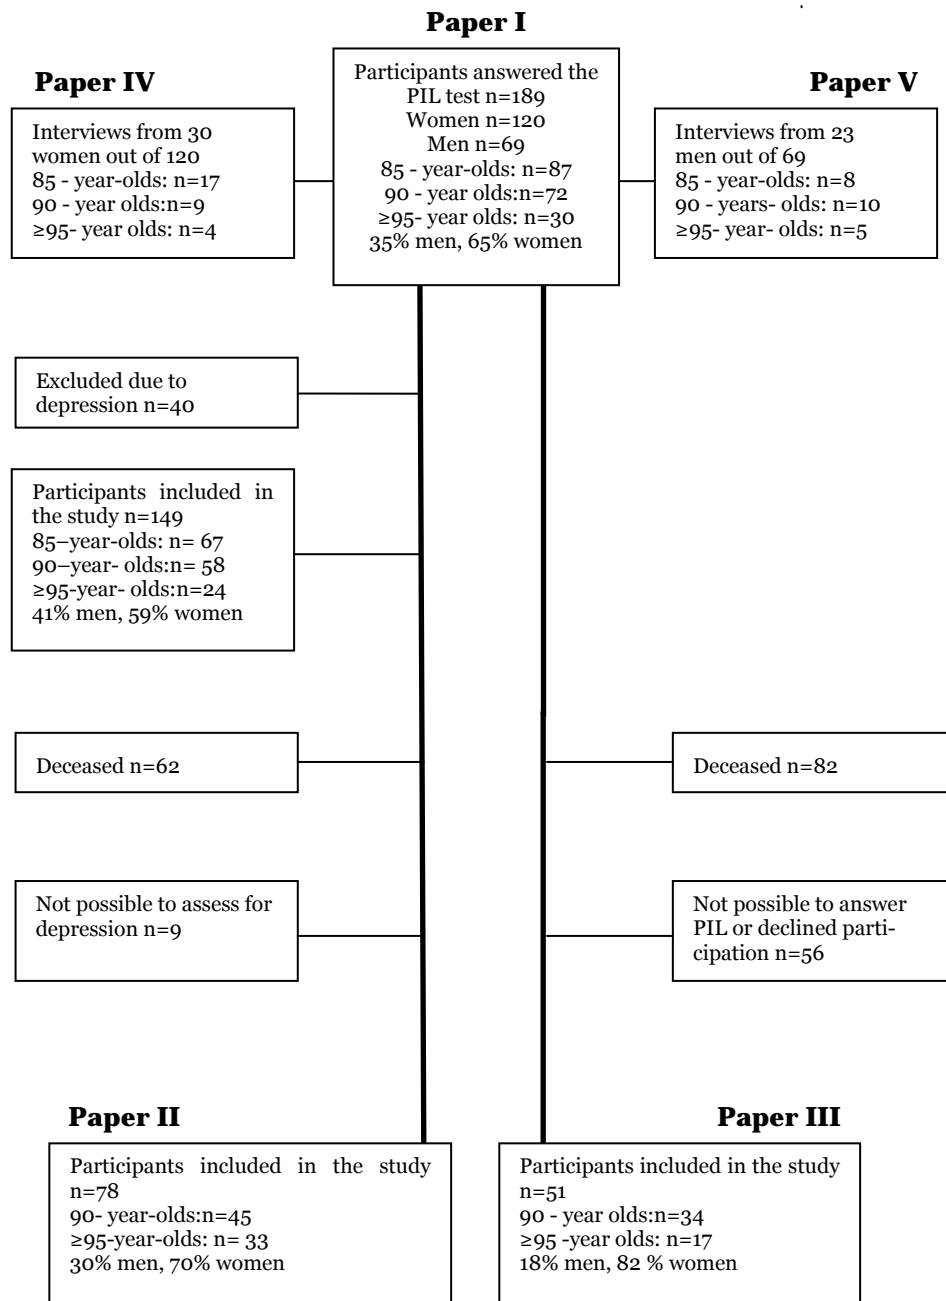 Paper I
Participants answered the
PIL test n=189
Women n=120
Men n=69
85 - year-olds: n=87
90 - year olds:n=72
≥95- year olds: n=30
35% men, 65% women
Paper IV
Interviews from 30
women out of 120
85 - year-olds: n=17
90 - year olds:n=9
≥95- year olds: n=4
Paper V
Interviews from 23
men out of 69
85 - year-olds: n=8
90 - years- olds: n=10
≥95- year- olds: n=5
Excluded due to
depression n=40
Participants included in
the study n=149
85–year-olds: n= 67
90–year- olds:n= 58
≥95-year- olds:n=24
41% men, 59% women
Deceased n=62
Deceased n=82
Not possible to assess for
depression n=9
Not possible to answer
PIL or declined parti-
cipation n=56
Paper II
Participants included in the study
n=78
90- year-olds:n=45
≥95-year-olds: n= 33
30% men, 70% women
Paper III
Participants included in the study
n=51
90 - year olds:n=34
≥95 -year olds: n=17
18% men, 82 % women